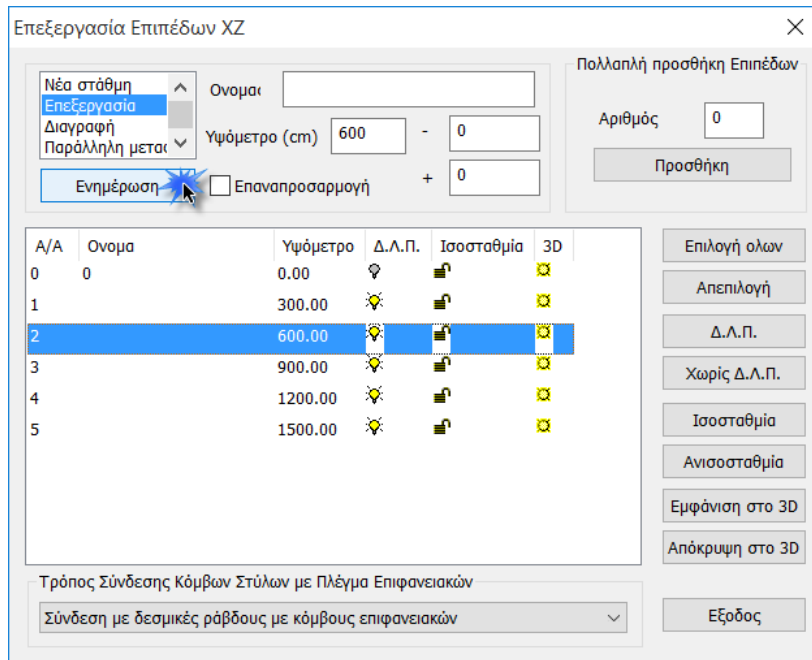 Επεξεργασία Επιπέδων XZ
Νέα στάθμη
Επεξεργασία
Διαγραφή
Παράλληλη μετασ
Ονομα
Υψόμετρο (cm) 600 - 0
Ενημέρωση Επαναπροσαρμογή + 0
Πολλαπλή προσθήκη Επιπέδων
Αριθμός 0
Προσθήκη
Α/Α Ονομα Υψόμετρο Δ.Λ.Π. Ισοσταθμία 3D
0 0 0.00
1 300.00
2 600.00
3 900.00
4 1200.00
5 1500.00
Επιλογή ολων
Απεπιλογή
Δ.Λ.Π.
Χωρίς Δ.Λ.Π.
Ισοσταθμία
Ανισοσταθμία
Εμφάνιση στο 3D
Απόκρυψη στο 3D
Τρόπος Σύνδεσης Κόμβων Στύλων με Πλέγμα Επιφανειακών
Σύνδεση με δεσμικές ράβδους με κόμβους επιφανειακών
Εξοδος